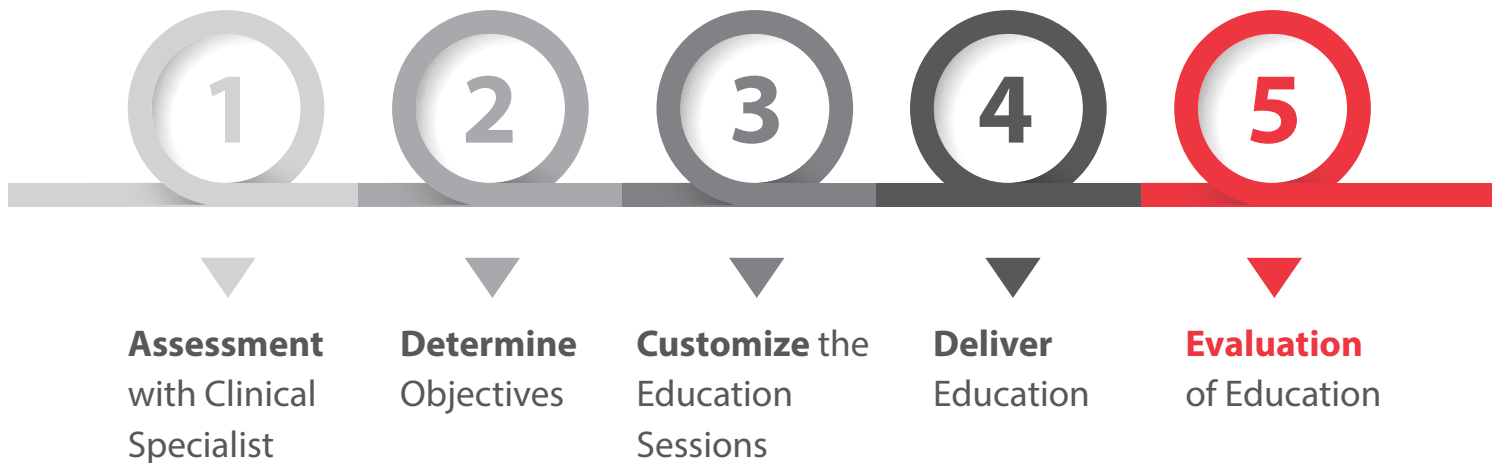 1
2
3
4
5
Assessment
with Clinical
Specialist
Determine
Objectives
Customize the
Education
Sessions
Deliver
Education
Evaluation
of Education